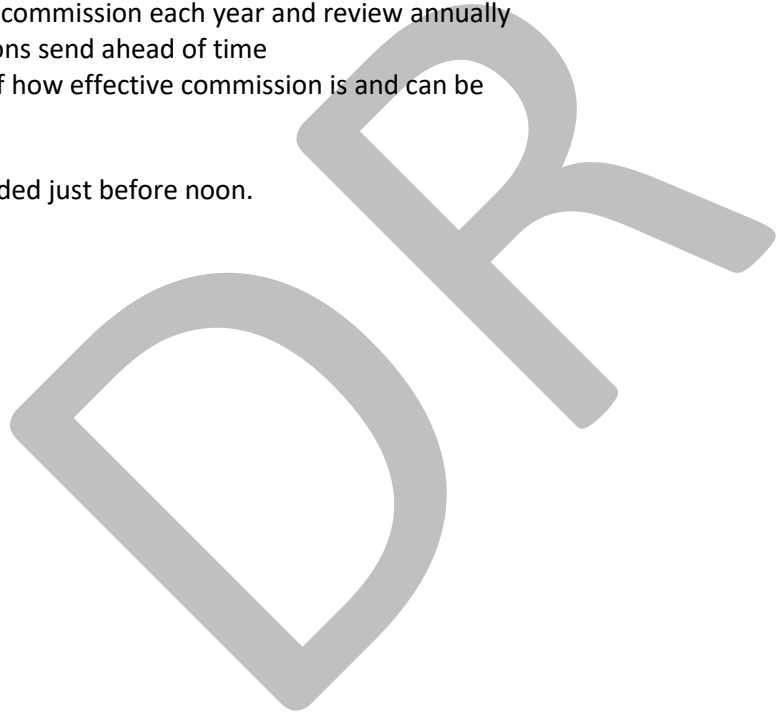 commission each year and review annually
ons send ahead of time
f how effective commission is and can be
ded just before noon.
DR